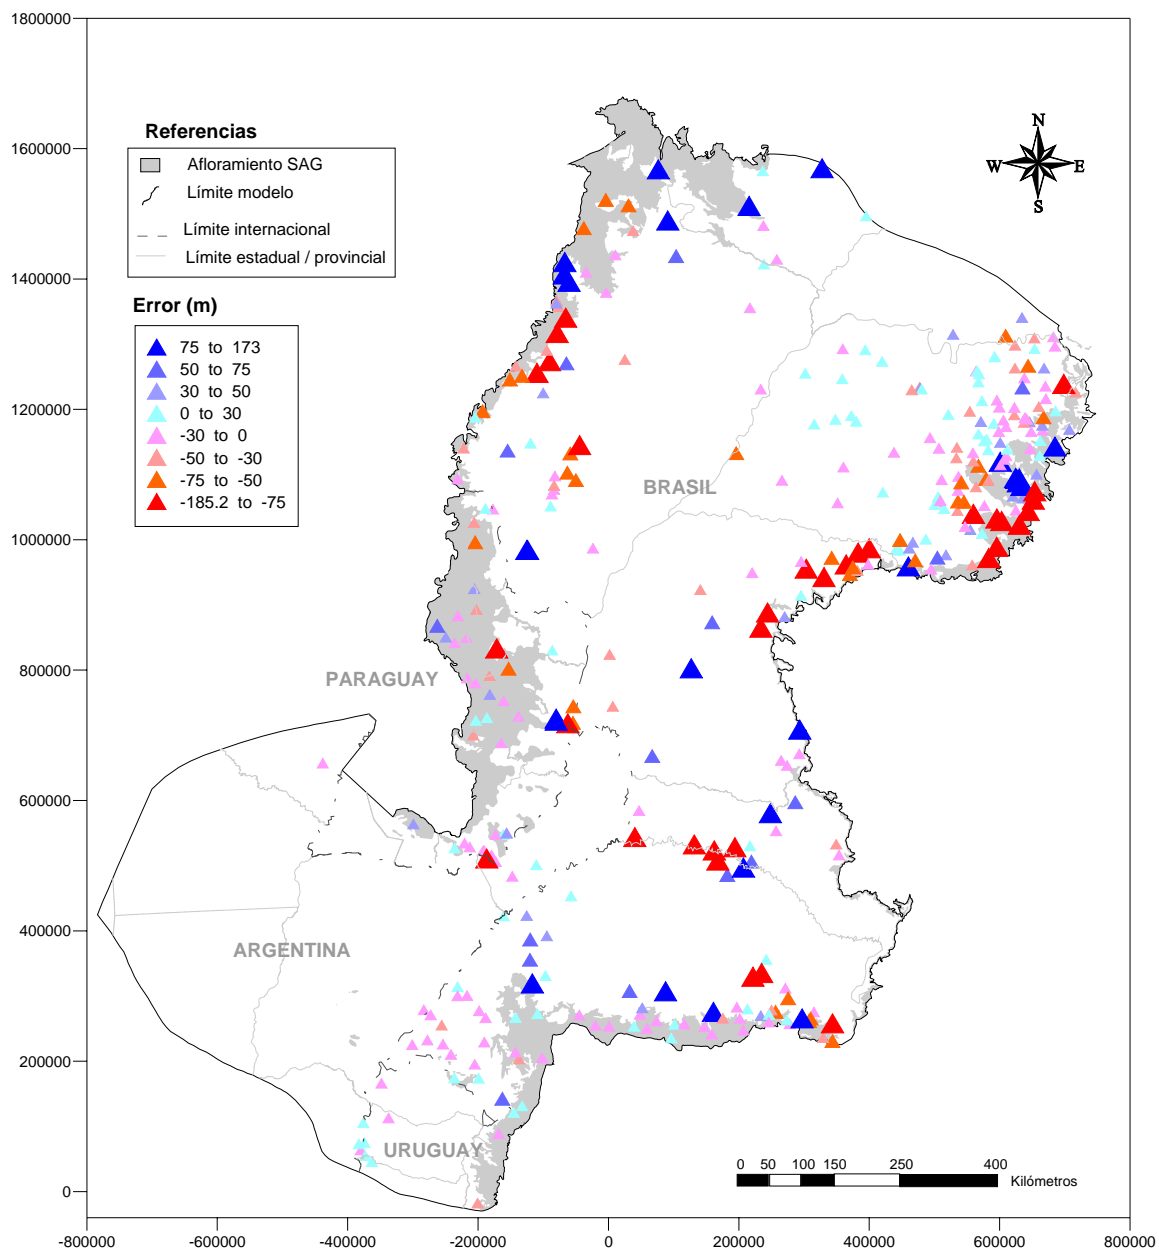 1800000
1600000
1400000
1200000
1000000
800000
600000
400000
200000
0
Referencias
Afloramiento SAG
Límite modelo
Límite internacional
Límite estadual / provincial
Error (m)
75 to 173
50 to 75
30 to 50
0 to 30
-30 to 0
-50 to -30
-75 to -50
-185.2 to -75
N
W E
S
BRASIL
PARAGUAY
ARGENTINA
URUGUAY
0 50 100 150 250 400
Kilómetros
-800000 -600000 -400000 -200000 0 200000 400000 600000 800000